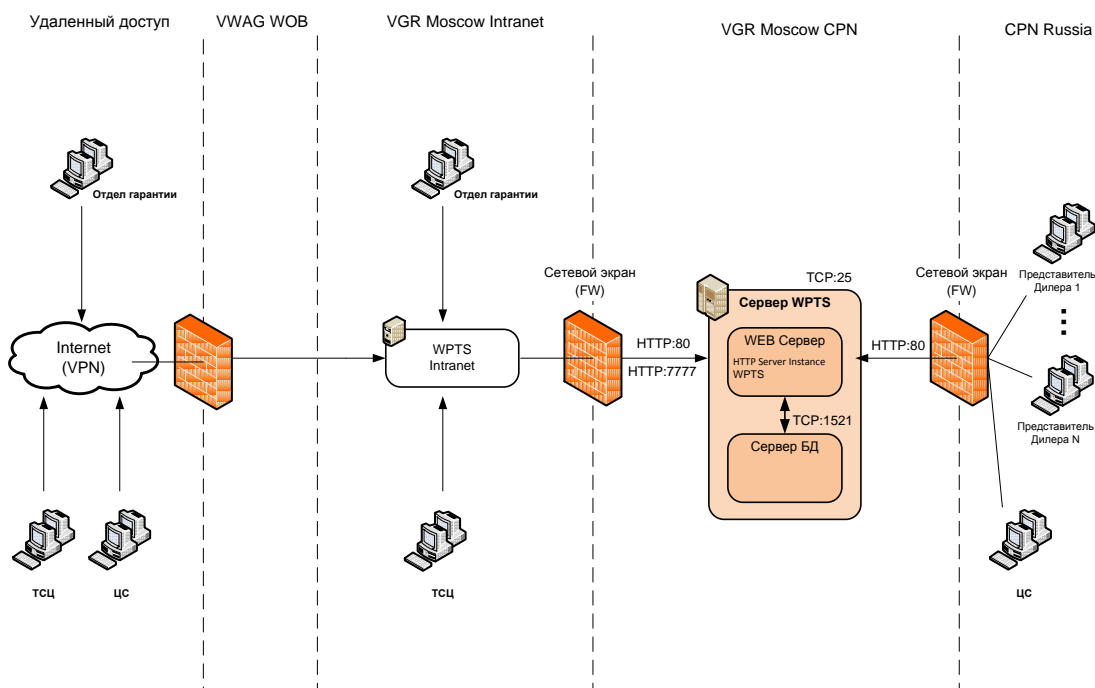 Удаленный доступ
VWAG WOB
VGR Moscow Intranet
VGR Moscow CPN
CPN Russia
Отдел гарантии
Отдел гарантии
Internet
(VPN)
ТСЦ
ЦС
WPTS
Intranet
ТСЦ
Сетевой экран
(FW)
HTTP:80
HTTP:7777
TCP:25
Сервер WPTS
WEB Сервер
HTTP Server Instance
WPTS
TCP:1521
Сервер БД
HTTP:80
Сетевой экран
(FW)
Представитель
Дилера 1
Представитель
Дилера N
ЦС